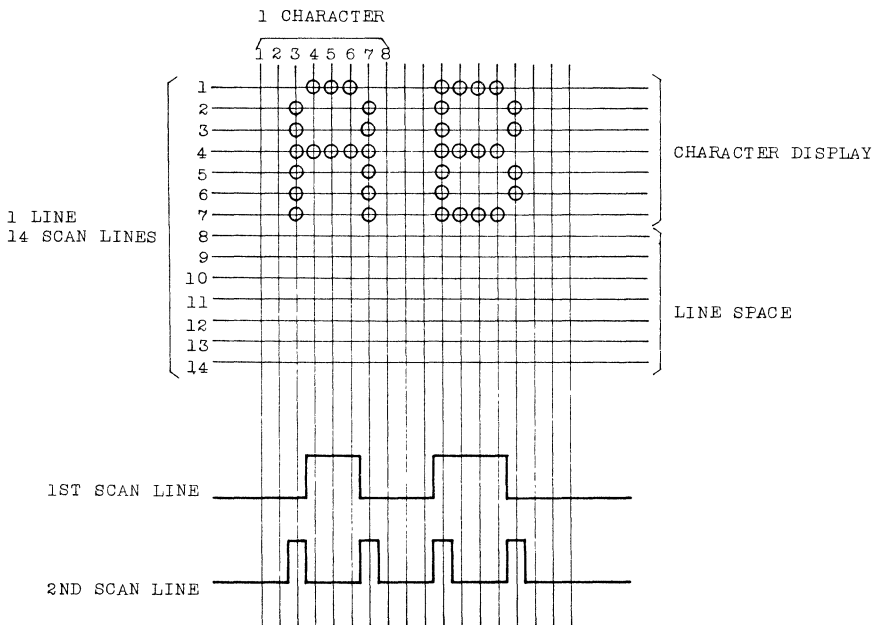 1 CHARACTER
1 2 3 4 5 6 7 8
1
2
3
4
5
6
7
8
9
10
11
12
13
14
1 LINE
14 SCAN LINES
CHARACTER DISPLAY
LINE SPACE
1ST SCAN LINE
2ND SCAN LINE